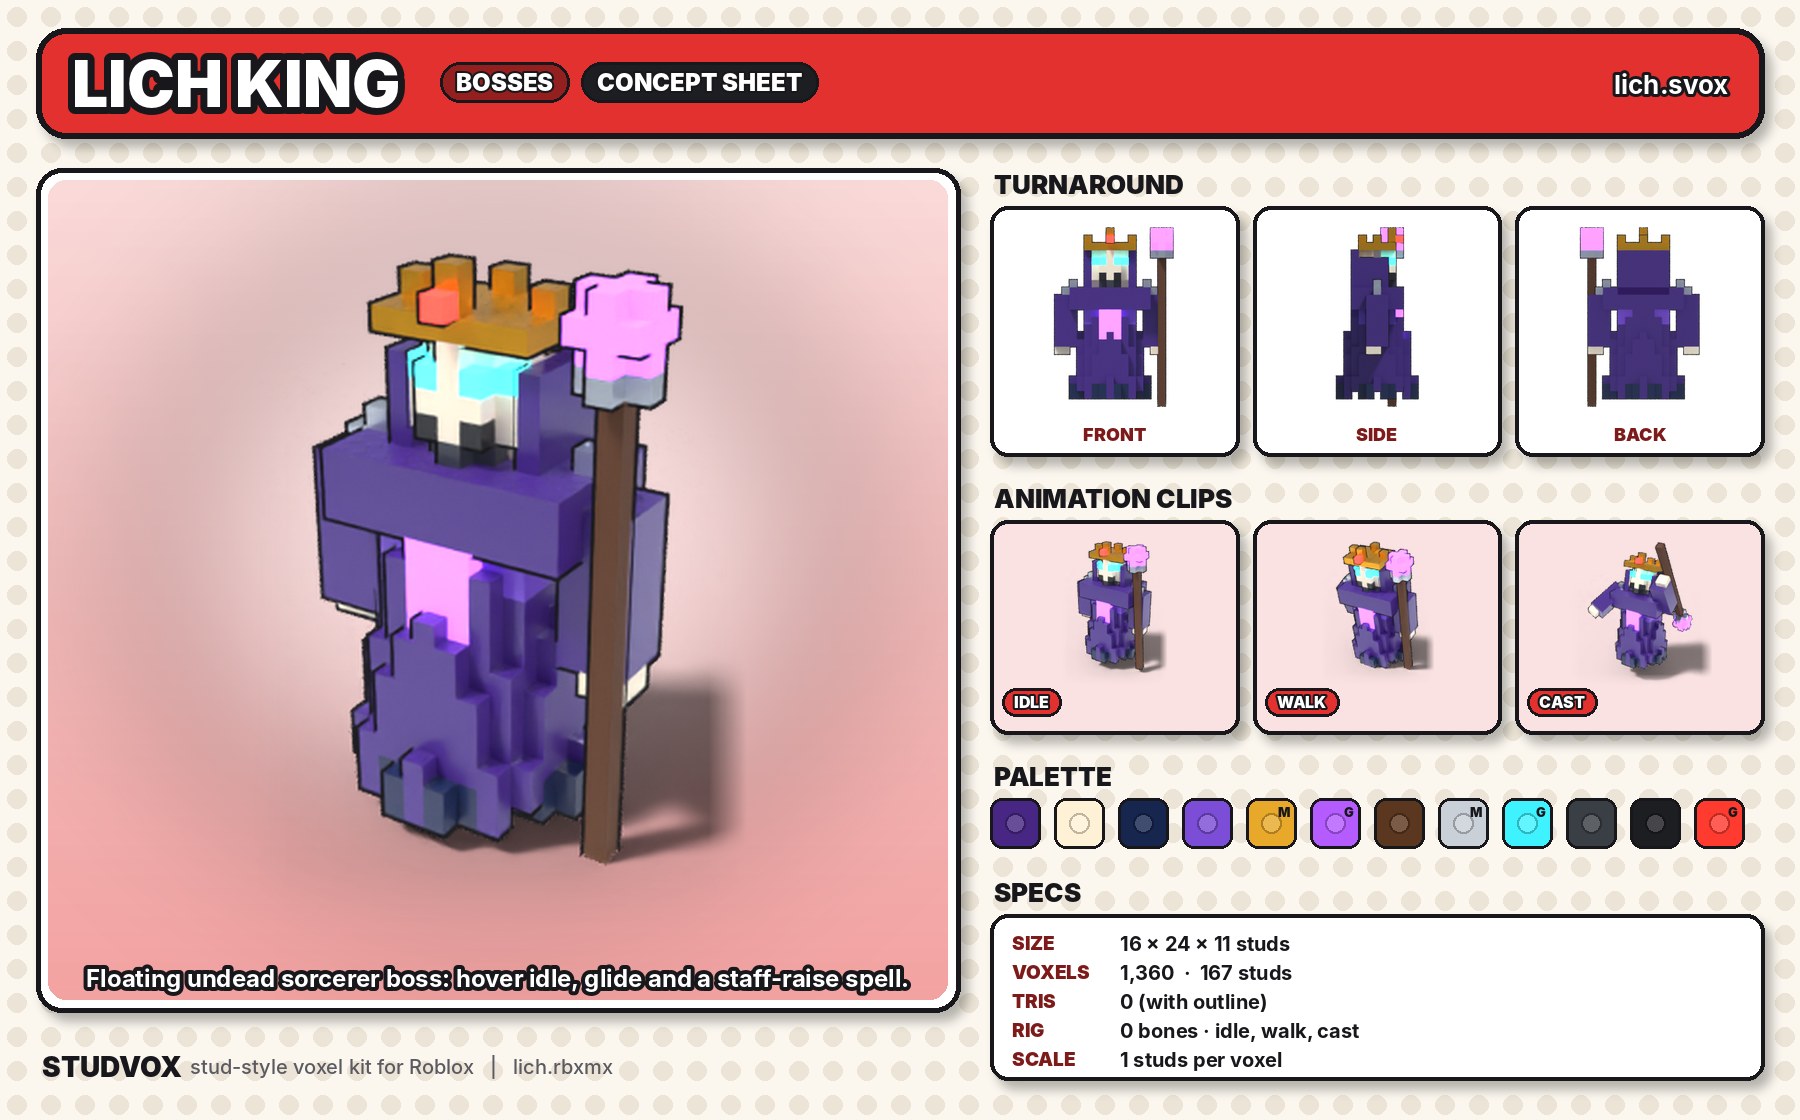 LICH KING
BOSSES
CONCEPT SHEET
lich.svox
Floating undead sorcerer boss: hover idle, glide and a staff-raise spell.
TURNAROUND
FRONT
SIDE
BACK
ANIMATION CLIPS
IDLE
WALK
CAST
PALETTE
M
G
M
G
G
SPECS
SIZE 16 × 24 × 11 studs
VOXELS 1,360 · 167 studs
TRIS 0 (with outline)
RIG 0 bones · idle, walk, cast
SCALE 1 studs per voxel
STUDVOX stud-style voxel kit for Roblox | lich.rbxmx